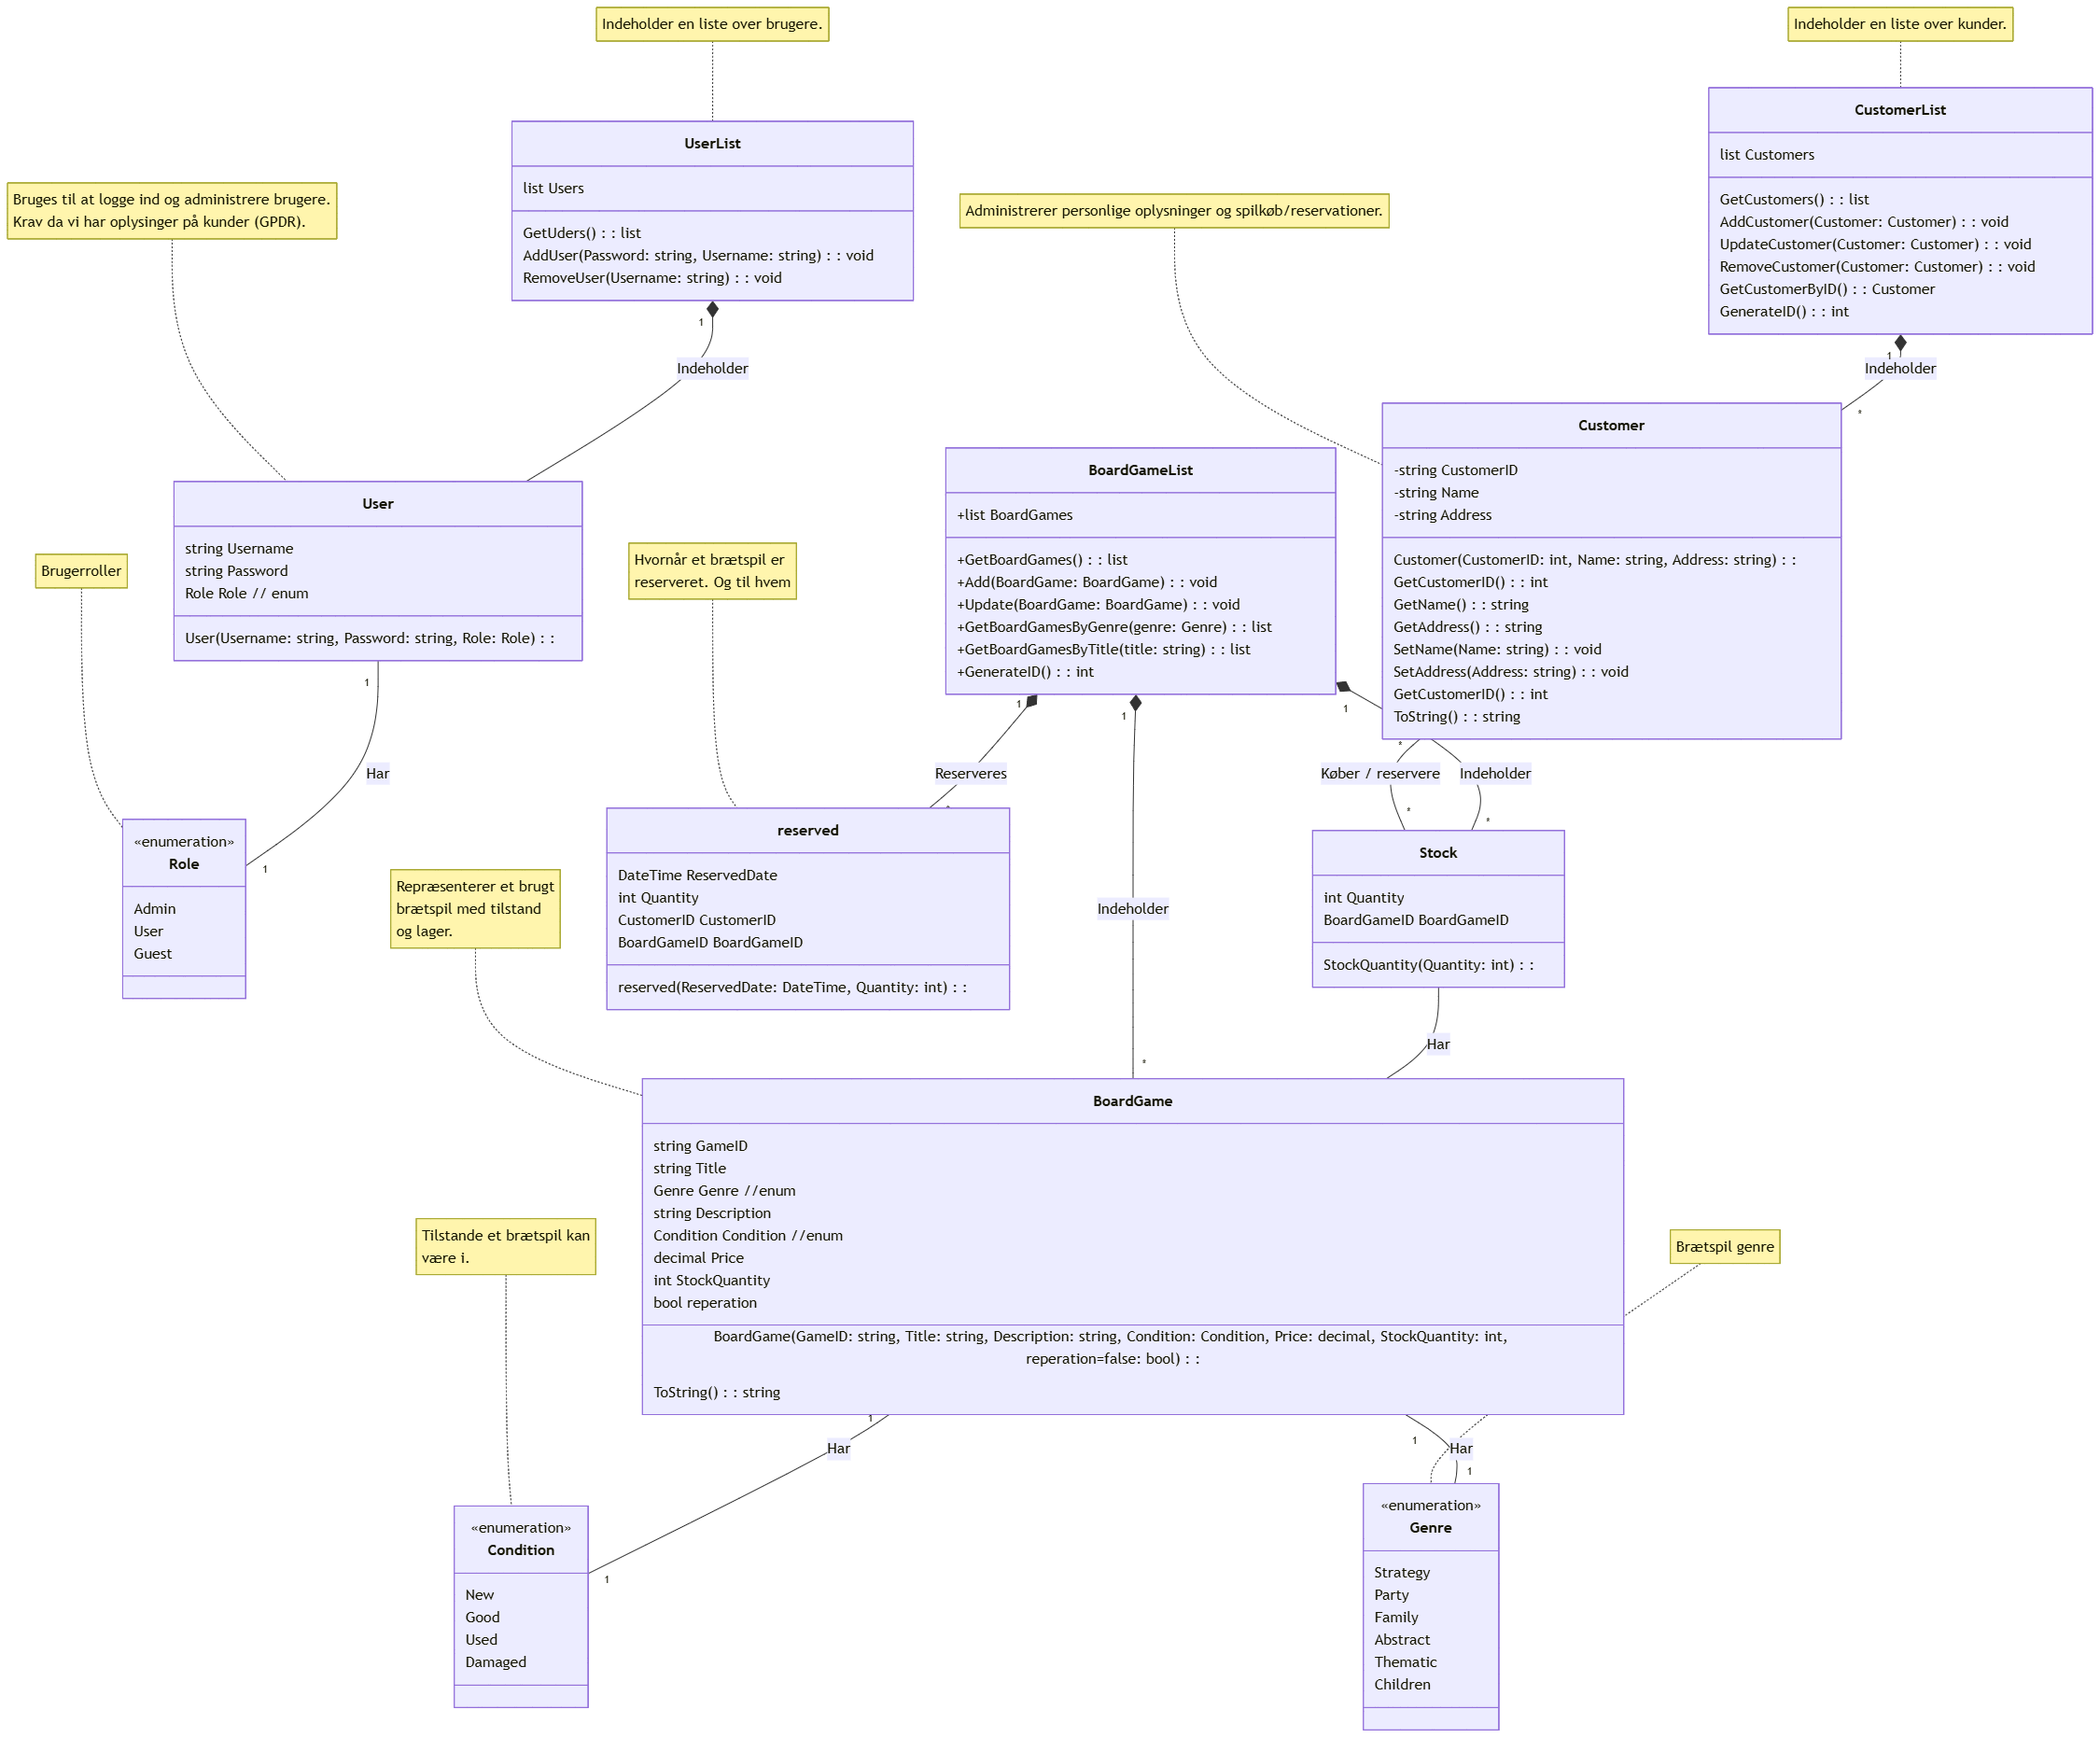 Indeholder en liste over brugere.
Indeholder en liste over kunder.
CustomerList
list Customers
GetCustomers() : : list
AddCustomer(Customer: Customer) : : void
UpdateCustomer(Customer: Customer) : : void
RemoveCustomer(Customer: Customer) : : void
GetCustomerByID() : : Customer
GenerateID() : : int
1
Indeholder
*
UserList
list Users
GetUders() : : list
AddUser(Password: string, Username: string) : : void
RemoveUser(Username: string) : : void
1
Indeholder
Bruges til at logge ind og administrere brugere.
Krav da vi har oplysinger på kunder (GPDR).
Administrerer personlige oplysninger og spilkøb/reservationer.
Customer
-string CustomerID
-string Name
-string Address
Customer(CustomerID: int, Name: string, Address: string) : :
GetCustomerID() : : int
GetName() : : string
GetAddress() : : string
SetName(Name: string) : : void
SetAddress(Address: string) : : void
GetCustomerID() : : int
ToString() : : string
BoardGameList
+list BoardGames
+GetBoardGames() : : list
+Add(BoardGame: BoardGame) : : void
+Update(BoardGame: BoardGame) : : void
+GetBoardGamesByGenre(genre: Genre) : : list
+GetBoardGamesByTitle(title: string) : : list
+GenerateID() : : int
User
string Username
string Password
Role Role // enum
User(Username: string, Password: string, Role: Role) : :
Brugerroller
Hvornår et brætspil er
reserveret. Og til hvem
1
Har
1
1
Reserveres
*
1
Indeholder
*
1
*
Køber / reservere
*
Indeholder
*
«enumeration»
Role
Admin
User
Guest
reserved
DateTime ReservedDate
int Quantity
CustomerID CustomerID
BoardGameID BoardGameID
reserved(ReservedDate: DateTime, Quantity: int) : :
Stock
int Quantity
BoardGameID BoardGameID
StockQuantity(Quantity: int) : :
Har
Repræsenterer et brugt
brætspil med tilstand
og lager.
BoardGame
string GameID
string Title
Genre Genre //enum
string Description
Condition Condition //enum
decimal Price
int StockQuantity
bool reperation
BoardGame(GameID: string, Title: string, Description: string, Condition: Condition, Price: decimal, StockQuantity: int,
reperation=false: bool) : :
ToString() : : string
Tilstande et brætspil kan
være i.
Brætspil genre
1
Har
1
1
Har
1
«enumeration»
Condition
New
Good
Used
Damaged
«enumeration»
Genre
Strategy
Party
Family
Abstract
Thematic
Children